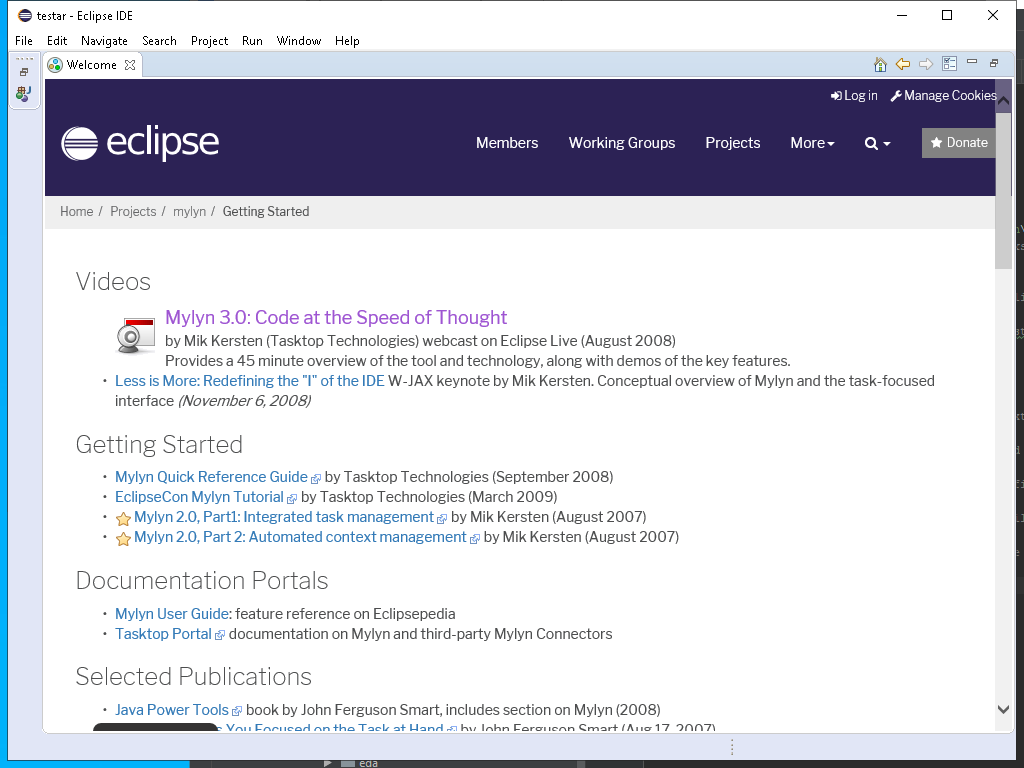 testar - Eclipse IDE
File Edit Navigate Search Project Run Window Help
Welcome
Log in Manage Cookies
eclipse
Members Working Groups Projects More Donate
Home / Projects / mylyn / Getting Started
Videos
Mylyn 3.0: Code at the Speed of Thought
by Mik Kersten (Tasktop Technologies) webcast on Eclipse Live (August 2008)
Provides a 45 minute overview of the tool and technology, along with demos of the key features.
• Less is More: Redefining the "I" of the IDE W-JAX keynote by Mik Kersten. Conceptual overview of Mylyn and the task-focused
interface (November 6, 2008)
Getting Started
• Mylyn Quick Reference Guide by Tasktop Technologies (September 2008)
• EclipseCon Mylyn Tutorial by Tasktop Technologies (March 2009)
• Mylyn 2.0, Part1: Integrated task management by Mik Kersten (August 2007)
• Mylyn 2.0, Part 2: Automated context management by Mik Kersten (August 2007)
Documentation Portals
• Mylyn User Guide: feature reference on Eclipsepedia
• Tasktop Portal documentation on Mylyn and third-party Mylyn Connectors
Selected Publications
• Java Power Tools book by John Ferguson Smart, includes section on Mylyn (2008)
You Focused on the Task at Hand by John Ferguson Smart (Aug 17, 2007)
eda